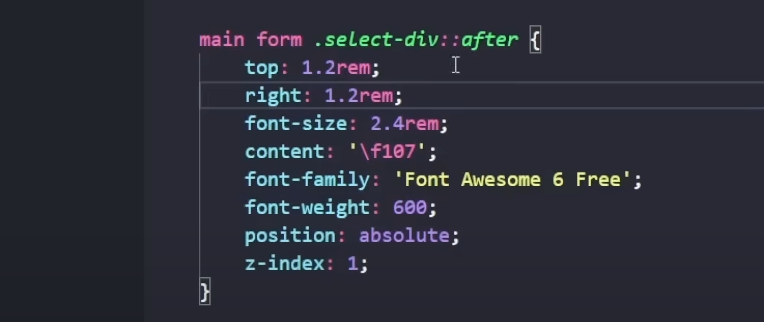 main form .select-div::after {
    top: 1.2rem;
    right: 1.2rem;
    font-size: 2.4rem;
    content: '\f107';
    font-family: 'Font Awesome 6 Free';
    font-weight: 600;
    position: absolute;
    z-index: 1;
}